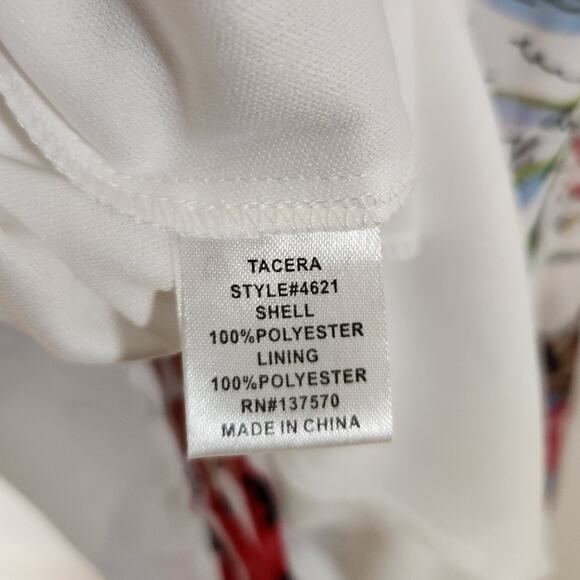 TACERA
STYLE#4621
SHELL
100%POLYESTER
LINING
100%POLYESTER
RN#137570
MADE IN CHINA